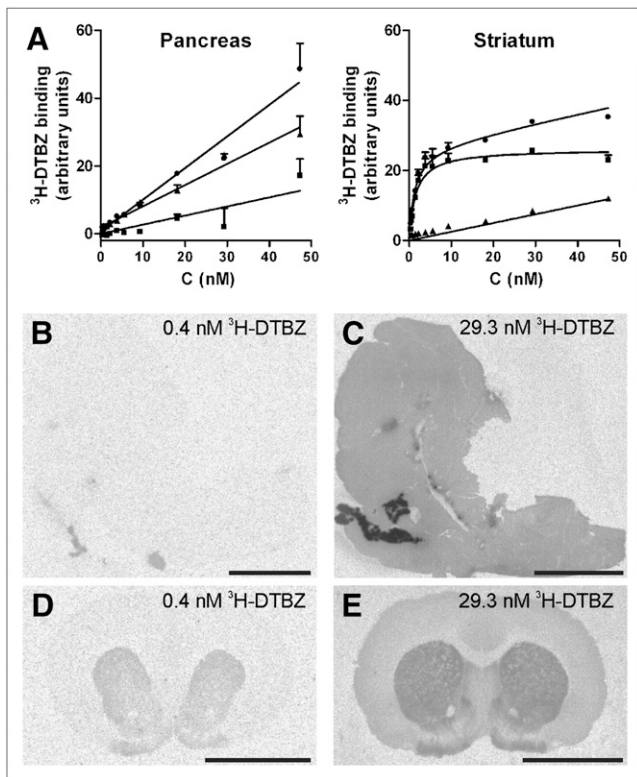 A
Pancreas
Striatum
³H-DTBZ binding
(arbitrary units)
60
40
20
0
0 10 20 30 40 50
C (nM)
³H-DTBZ binding
(arbitrary units)
60
40
20
0
0 10 20 30 40 50
C (nM)
B
0.4 nM ³H-DTBZ
C
29.3 nM ³H-DTBZ
D
0.4 nM ³H-DTBZ
E
29.3 nM ³H-DTBZ